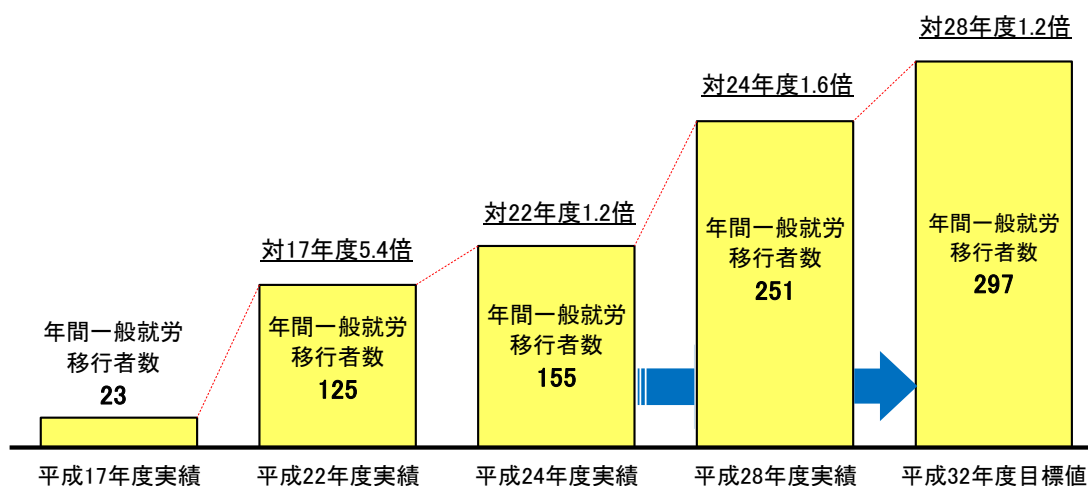 対28年度1.2倍
対24年度1.6倍
対22年度1.2倍
対17年度5.4倍
年間一般就労
移行者数
23
年間一般就労
移行者数
125
年間一般就労
移行者数
155
年間一般就労
移行者数
251
年間一般就労
移行者数
297
平成17年度実績
平成22年度実績
平成24年度実績
平成28年度実績
平成32年度目標値